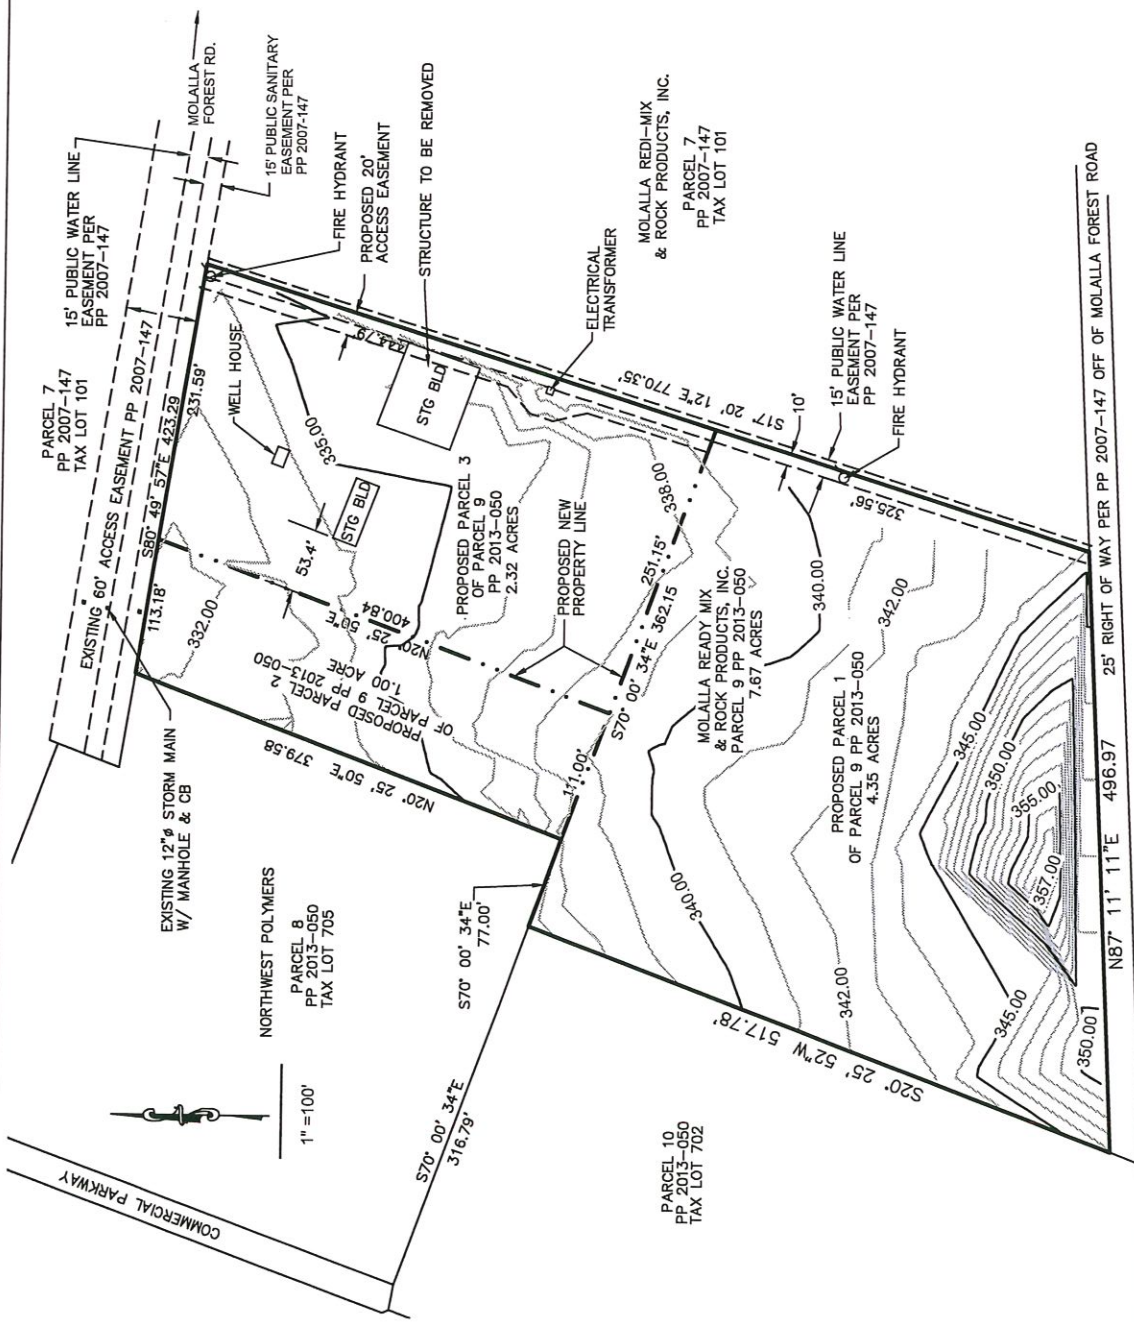 PARCEL 7
PP 2007-147
TAX LOT 101
15' PUBLIC WATER LINE
EASEMENT PER
PP 2007-147
MOLALLA
FOREST RD.
15' PUBLIC SANITARY
EASEMENT PER
PP 2007-147
EXISTING 60' ACCESS EASEMENT PP 2007-147
S80° 49' 57"E 423.29
231.59'
113.18'
FIRE HYDRANT
PROPOSED 20'
ACCESS EASEMENT
STRUCTURE TO BE REMOVED
WELL HOUSE
335.00
332.00
STG BLD
STG BLD
53.4'
EXISTING 12"ø STORM MAIN
W/ MANHOLE & CB
NORTHWEST POLYMERS
PARCEL 8
PP 2013-050
TAX LOT 705
1" =100'
COMMERCIAL PARKWAY
N20° 25' 50"E 379.58
PROPOSED PARCEL 2
OF PARCEL 9 PP 2013-050
1.00 ACRE
N20° 25' 50"E
400.84
PROPOSED PARCEL 3
OF PARCEL 9
PP 2013-050
2.32 ACRES
ELECTRICAL
TRANSFORMER
MOLALLA REDI-MIX
& ROCK PRODUCTS, INC.
PARCEL 7
PP 2007-147
TAX LOT 101
PROPOSED NEW
PROPERTY LINE
338.00
S17° 20' 12"E 770.35'
10'
15' PUBLIC WATER LINE
EASEMENT PER
PP 2007-147
FIRE HYDRANT
325.56'
251.15'
S70° 00' 34"E 362.15
111.00'
S70° 00' 34"E
77.00'
S70° 00' 34"E
316.79'
MOLALLA READY MIX
& ROCK PRODUCTS, INC.
PARCEL 9 PP 2013-050
7.67 ACRES
340.00
340.00
342.00
342.00
PROPOSED PARCEL 1
OF PARCEL 9 PP 2013-050
4.35 ACRES
S20° 25' 52"W 517.78'
PARCEL 10
PP 2013-050
TAX LOT 702
345.00
345.00
350.00
350.00
355.00
357.00
N87° 11' 11"E 496.97
25' RIGHT OF WAY PER PP 2007-147 OFF OF MOLALLA FOREST ROAD